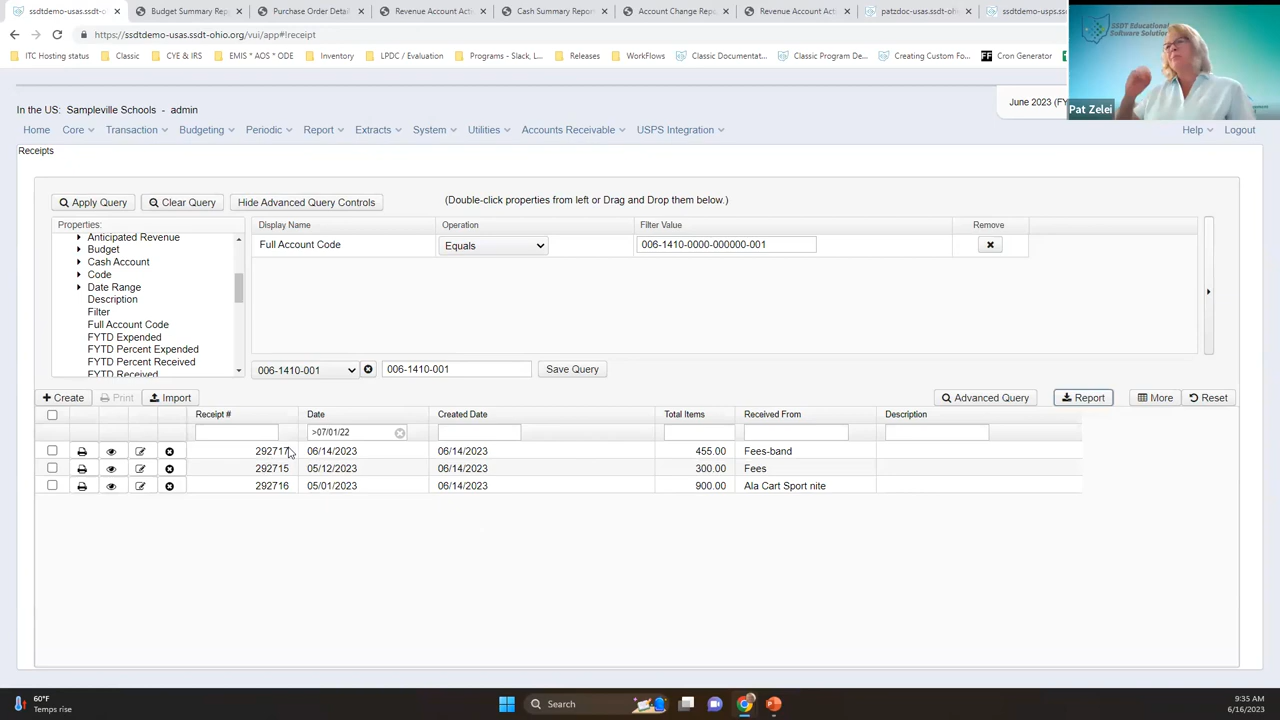 ssdtdemo-usas.ssdt-o
Budget Summary Rep
Purchase Order Detai
Revenue Account Acti
Cash Summary Report
Account Change Rep
Revenue Account Acti
patzdoc-usas.ssdt-oh
ssdtdemo-usps.ssd
https://ssdtdemo-usas.ssdt-ohio.org/vui/app#!receipt
ITC Hosting status
Classic
CYE & IRS
EMIS * AOS * ODE
Inventory
LPDC / Evaluation
Programs - Slack, L...
Releases
WorkFlows
Classic Documentat...
Classic Program De...
Creating Custom Fo...
Cron Generator
SSDT Educational
Software Solution
Pat Zelei
In the US: Sampleville Schools - admin
June 2023 (FY
Home Core Transaction Budgeting Periodic Report Extracts System Utilities Accounts Receivable USPS Integration Help Logout
Receipts
Apply Query Clear Query Hide Advanced Query Controls (Double-click properties from left or Drag and Drop them below.)
Properties:
Anticipated Revenue
Budget
Cash Account
Code
Date Range
Description
Filter
Full Account Code
FYTD Expended
FYTD Percent Expended
FYTD Percent Received
FYTD Received
Display Name Operation Filter Value Remove
Full Account Code Equals 006-1410-0000-000000-001
006-1410-001 006-1410-001 Save Query
Create Print Import Advanced Query Report More Reset
Receipt # Date Created Date Total Items Received From Description
>07/01/22
292717 06/14/2023 06/14/2023 455.00 Fees-band
292715 05/12/2023 06/14/2023 300.00 Fees
292716 05/01/2023 06/14/2023 900.00 Ala Cart Sport nite
60°F
Temps rise
Search
9:35 AM
6/16/2023